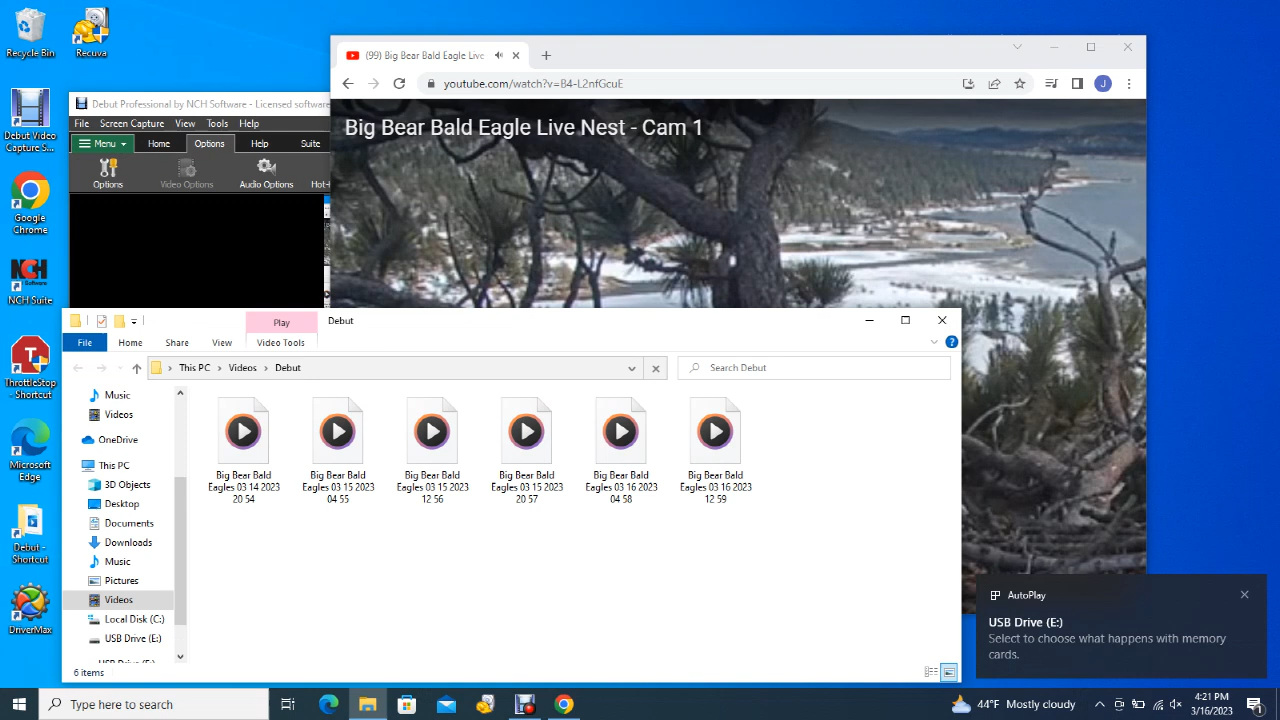 Recycle Bin
Recuva
Debut Video
Capture S...
Google
Chrome
NCH
NCH Suite
ThrottleStop
- Shortcut
Microsoft
Edge
Debut -
Shortcut
DriverMax
Debut Professional by NCH Software - Licensed software
File Screen Capture View Tools Help
Menu Home Options Help Suite
Options Video Options Audio Options Hot-
(99) Big Bear Bald Eagle Live
youtube.com/watch?v=B4-L2nfGcuE
J
Big Bear Bald Eagle Live Nest - Cam 1
Play Debut
File Home Share View Video Tools
This PC Videos Debut
Search Debut
Music
Videos
OneDrive
This PC
3D Objects
Desktop
Documents
Downloads
Music
Pictures
Videos
Local Disk (C:)
USB Drive (E:)
USB Drive (E:)
Big Bear Bald
Eagles 03 14 2023
20 54
Big Bear Bald
Eagles 03 15 2023
04 55
Big Bear Bald
Eagles 03 15 2023
12 56
Big Bear Bald
Eagles 03 15 2023
20 57
Big Bear Bald
Eagles 03 16 2023
04 58
Big Bear Bald
Eagles 03 16 2023
12 59
6 items
AutoPlay
USB Drive (E:)
Select to choose what happens with memory
cards.
Type here to search
44°F Mostly cloudy
4:21 PM
3/16/2023
1